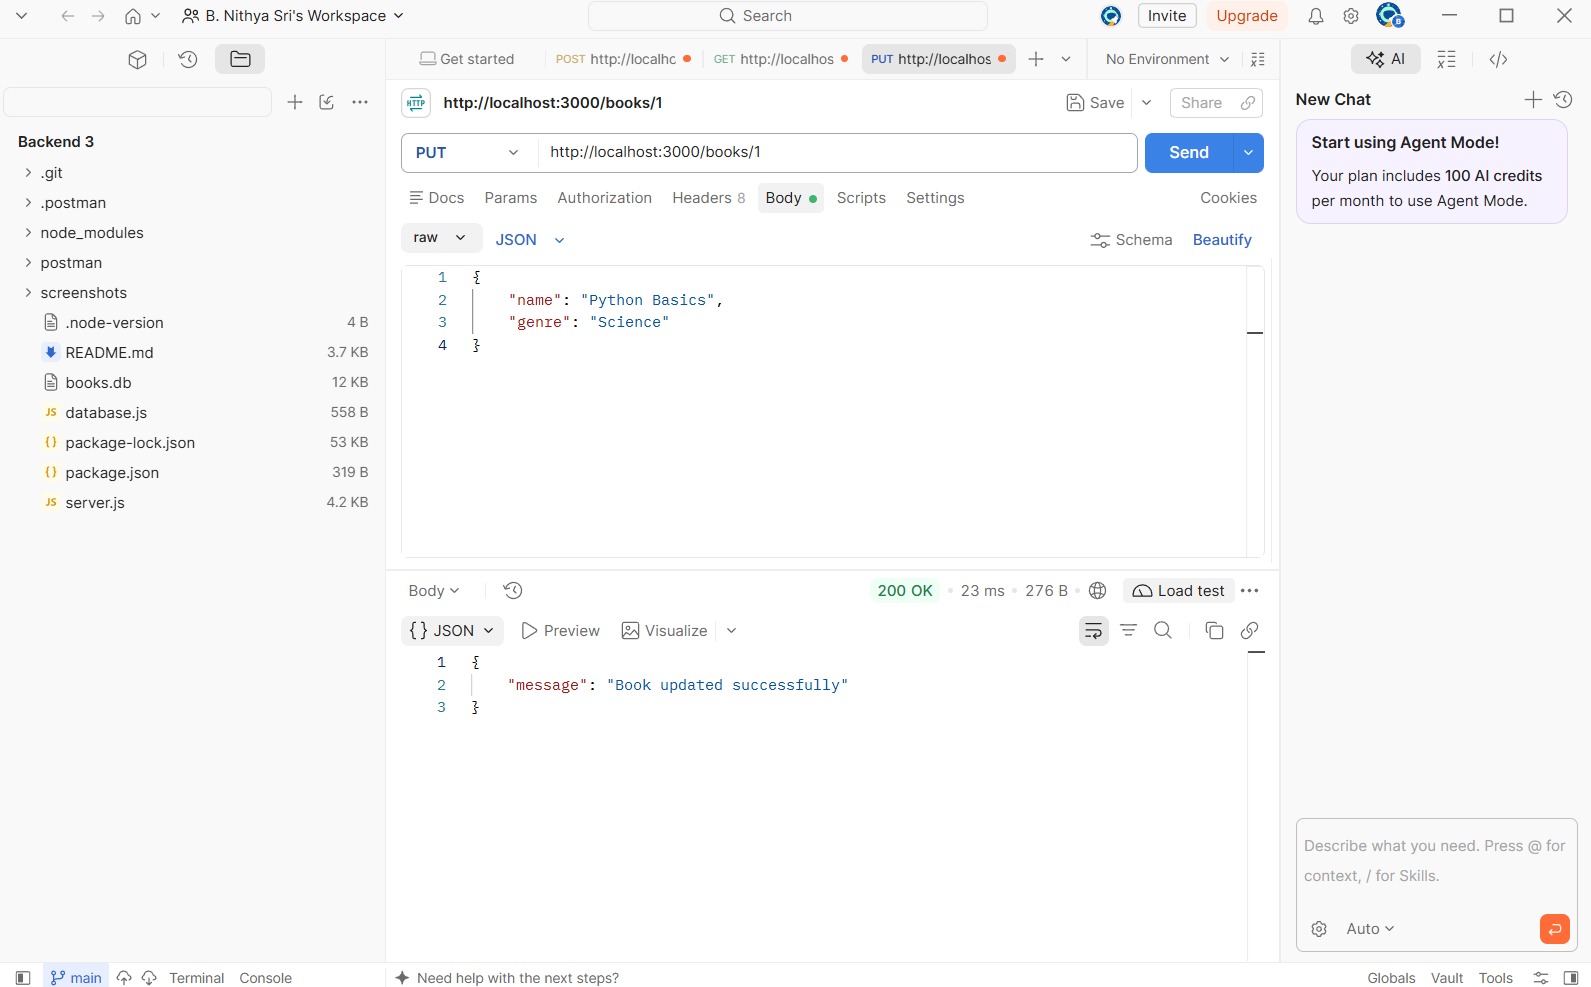 B. Nithya Sri's Workspace
Search
Invite
Upgrade
B
Get started
POST http://localhc
GET http://localhos
PUT http://localhos
No Environment
AI
HTTP
http://localhost:3000/books/1
Save
Share
New Chat
Backend 3
Start using Agent Mode!
PUT
http://localhost:3000/books/1
Send
Your plan includes 100 AI credits
per month to use Agent Mode.
.git
.postman
node_modules
postman
screenshots
.node-version 4 B
README.md 3.7 KB
books.db 12 KB
JS database.js 558 B
{} package-lock.json 53 KB
{} package.json 319 B
JS server.js 4.2 KB
Docs
Params
Authorization
Headers 8
Body
Scripts
Settings
Cookies
raw
JSON
Schema
Beautify
1 {
2 "name": "Python Basics",
3 "genre": "Science"
4 }
Body
200 OK
23 ms
276 B
Load test
{} JSON
Preview
Visualize
1 {
2 "message": "Book updated successfully"
3 }
Describe what you need. Press @ for
context, / for Skills.
Auto
main
Terminal
Console
Need help with the next steps?
Globals
Vault
Tools